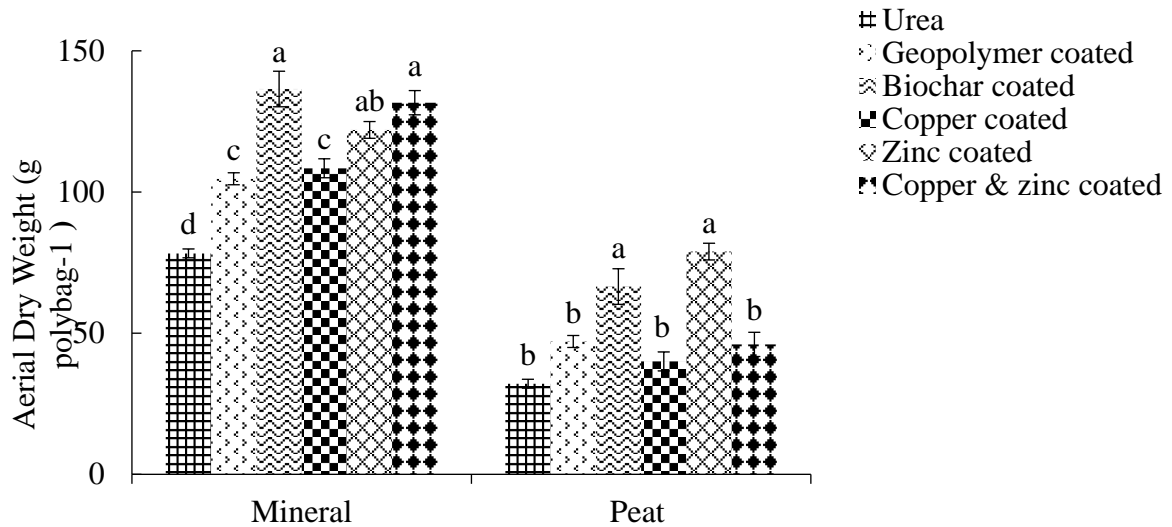 Aerial Dry Weight (g
polybag-1 )
150
100
50
0
d
c
a
c
ab
a
b
b
a
b
a
b
Mineral
Peat
Urea
Geopolymer coated
Biochar coated
Copper coated
Zinc coated
Copper & zinc coated